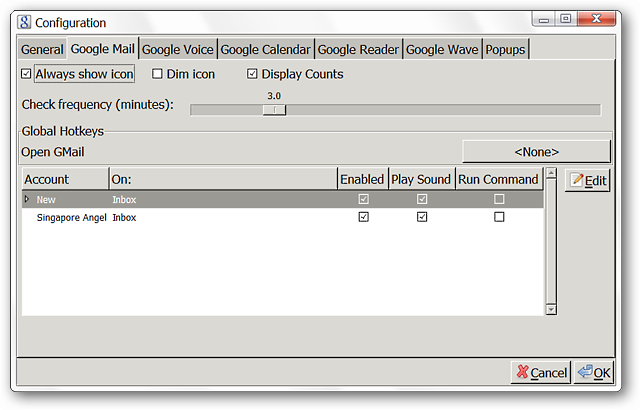 Configuration
General Google Mail Google Voice Google Calendar Google Reader Google Wave Popups
Always show icon Dim icon Display Counts
3.0
Check frequency (minutes):
Global Hotkeys
Open GMail <None>
Account On: Enabled Play Sound Run Command Edit
New Inbox
Singapore Angel Inbox
Cancel OK